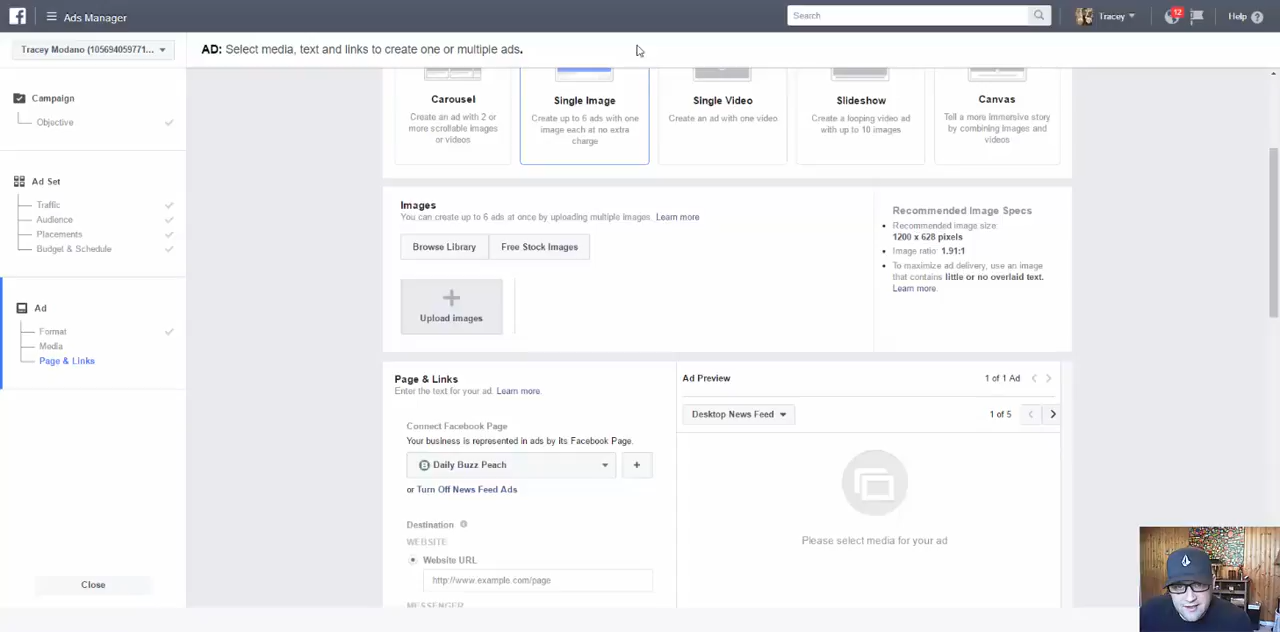 Ads Manager
Search
Tracey
12
Help
Tracey Modano (105694059771...
AD: Select media, text and links to create one or multiple ads.
Campaign
Objective
Ad Set
Traffic
Audience
Placements
Budget & Schedule
Ad
Format
Media
Page & Links
Close
Carousel
Create an ad with 2 or
more scrollable images
or videos
Single Image
Create up to 6 ads with one
image each at no extra
charge
Single Video
Create an ad with one video
Slideshow
Create a looping video ad
with up to 10 images
Canvas
Tell a more immersive story
by combining images and
videos
Images
You can create up to 6 ads at once by uploading multiple images. Learn more
Browse Library
Free Stock Images
Upload images
Recommended Image Specs
Recommended image size:
1200 x 628 pixels
Image ratio: 1.91:1
To maximize ad delivery, use an image
that contains little or no overlaid text.
Learn more.
Page & Links
Enter the text for your ad. Learn more.
Connect Facebook Page
Your business is represented in ads by its Facebook Page.
Daily Buzz Peach
+
or Turn Off News Feed Ads
Destination
WEBSITE
Website URL
http://www.example.com/page
MESSENGER
Ad Preview
1 of 1 Ad
Desktop News Feed
1 of 5
Please select media for your ad